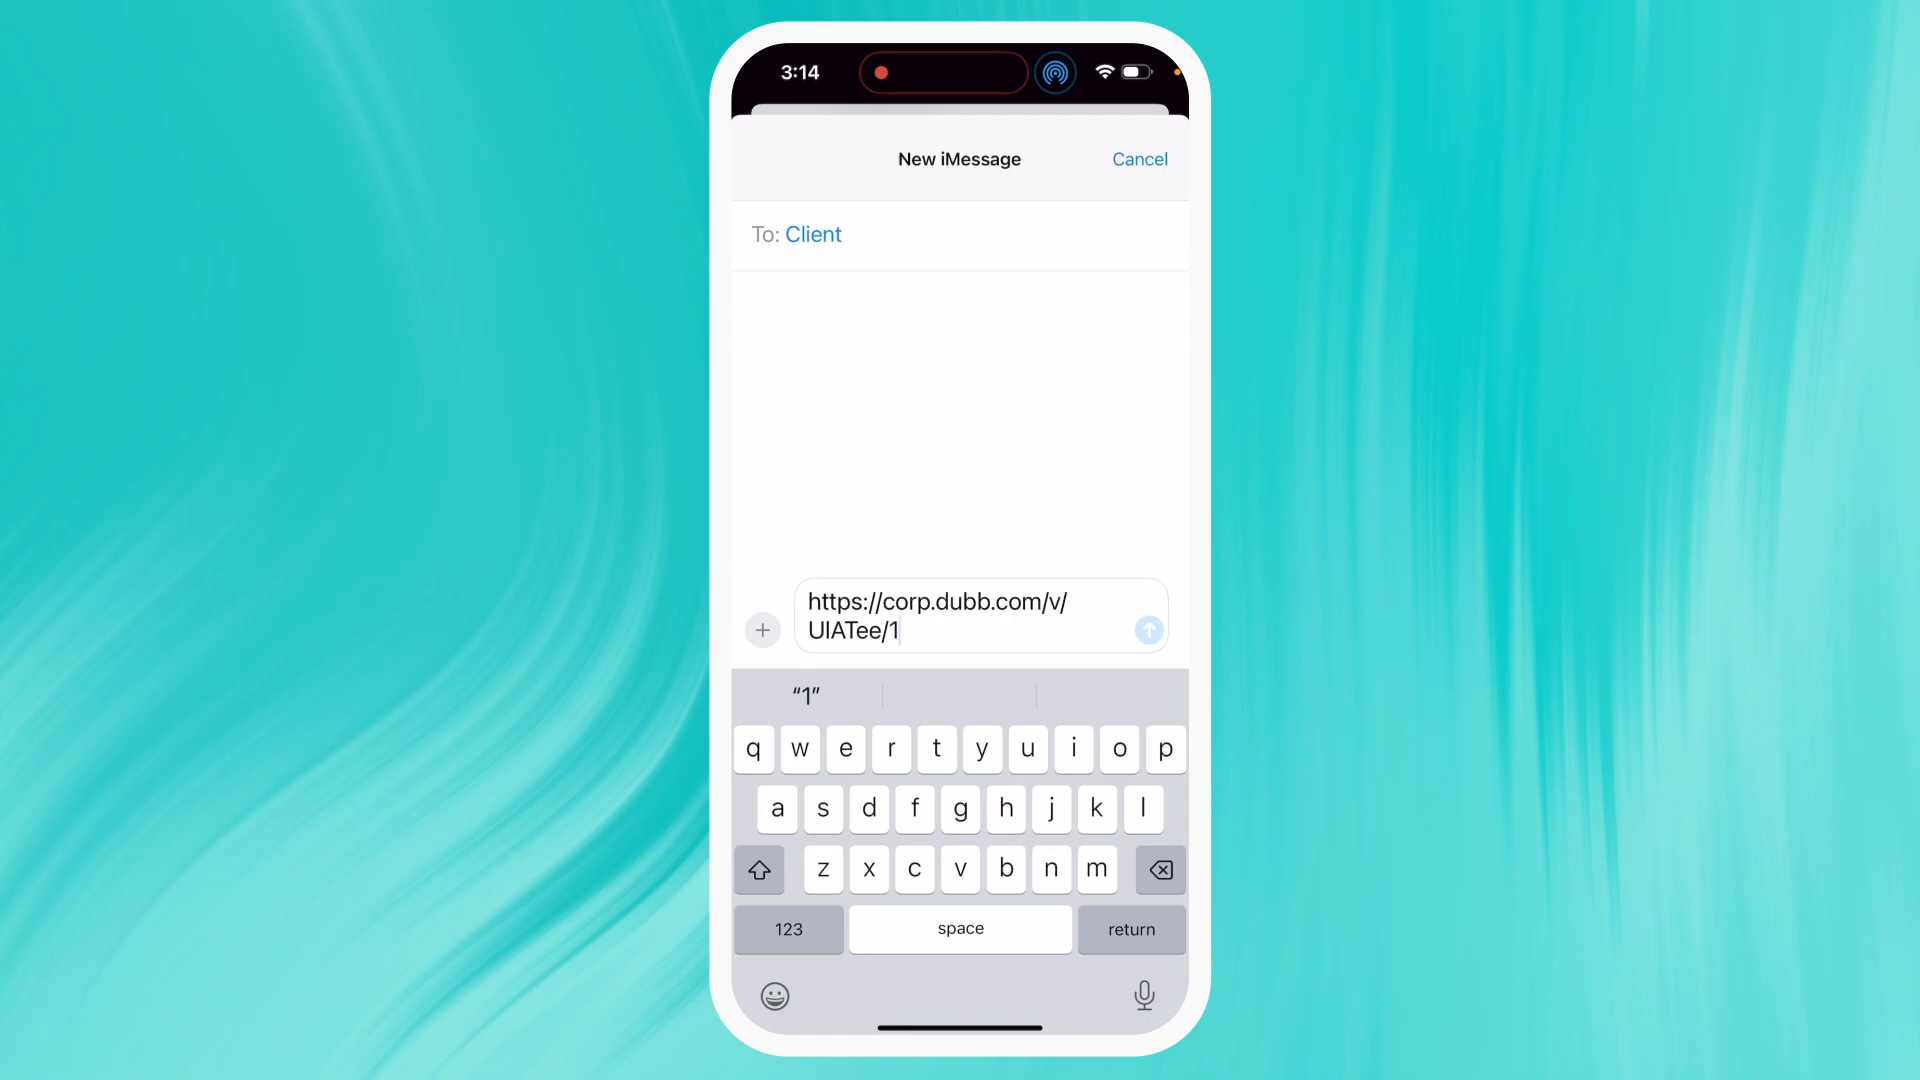 3:14
New iMessage
Cancel
To: Client
https://corp.dubb.com/v/
UIATee/1
“1”
q w e r t y u i o p
a s d f g h j k l
z x c v b n m
123 space return